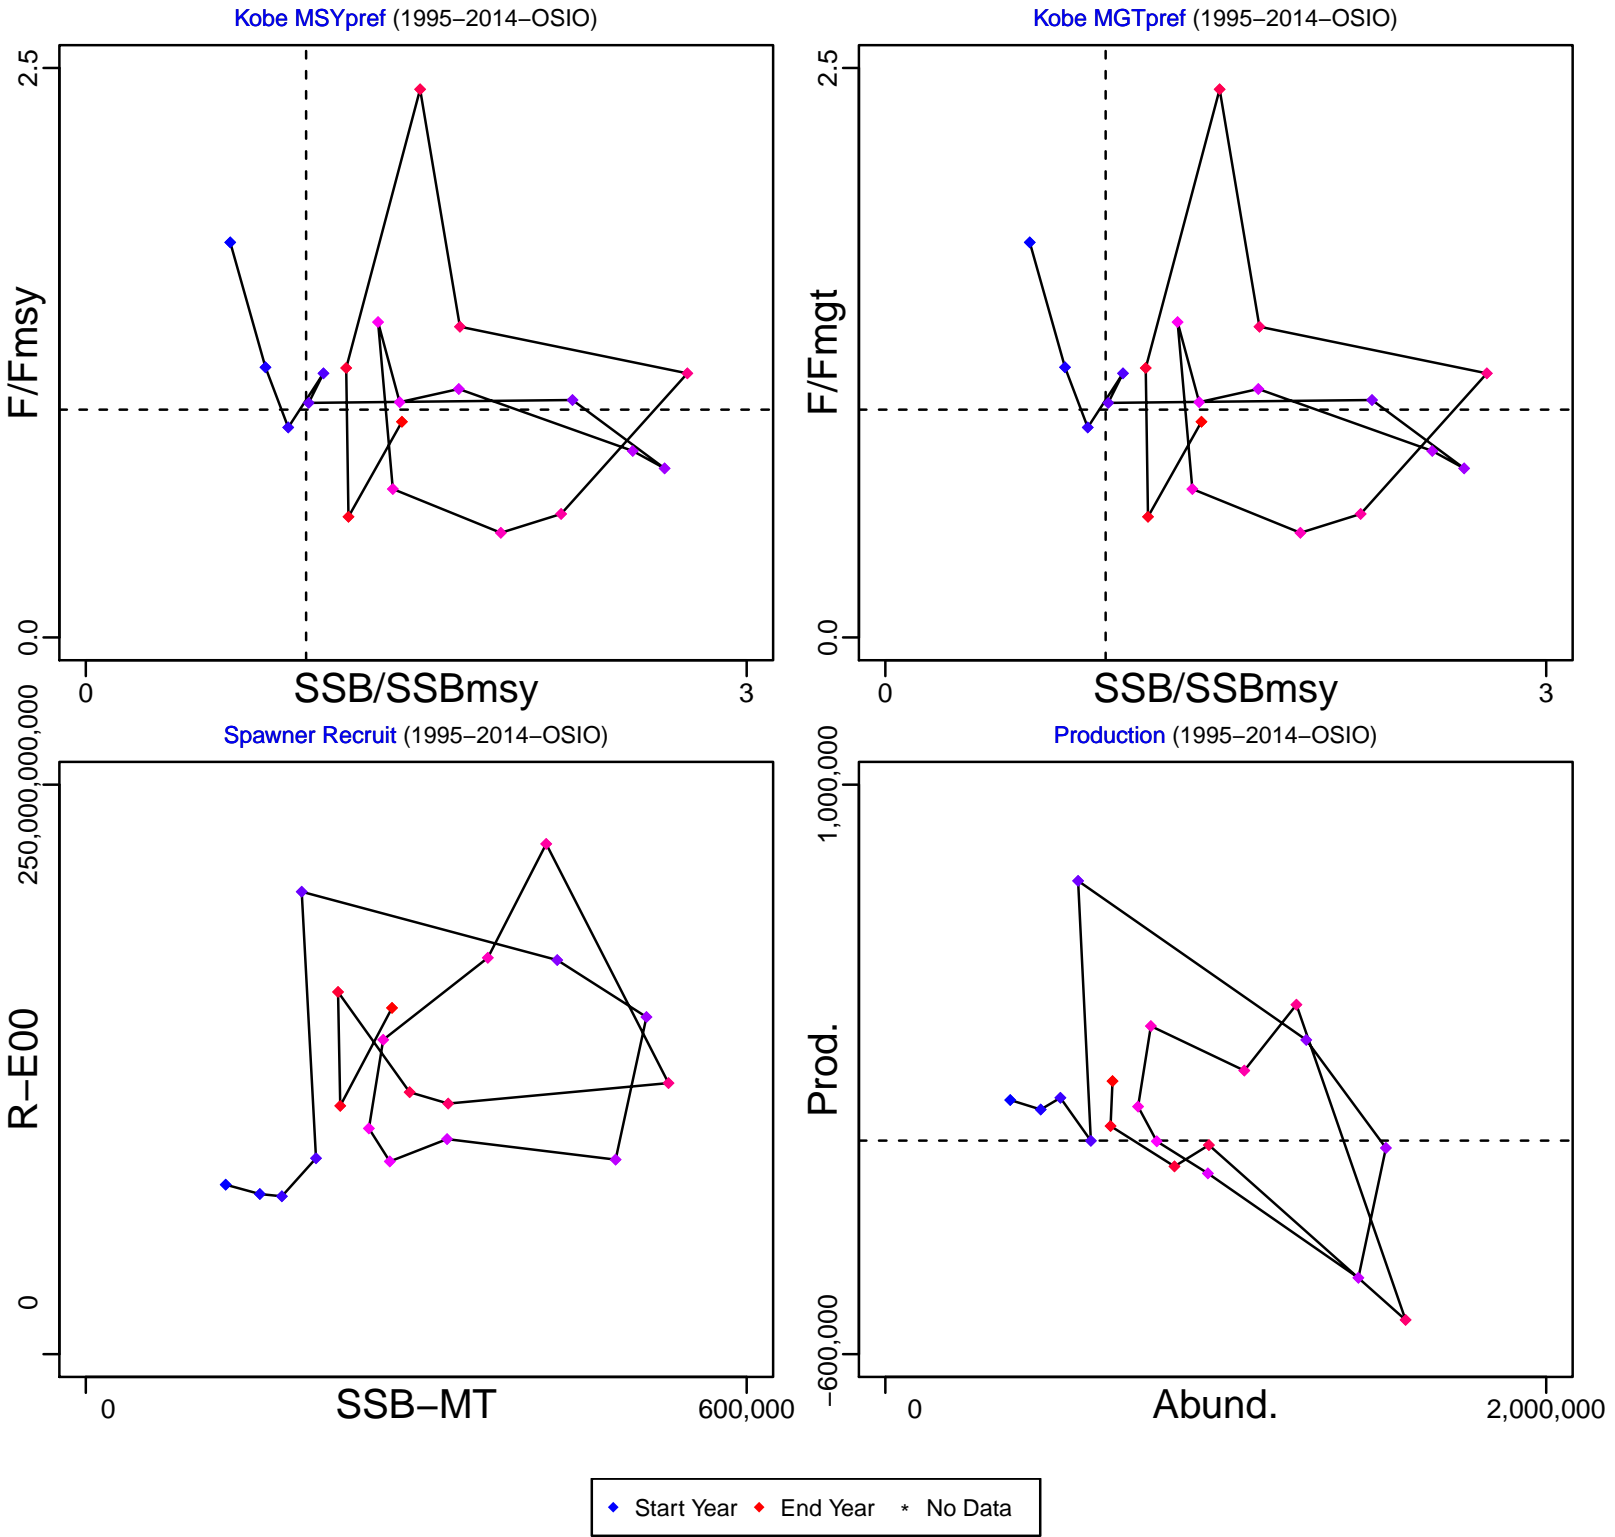 Kobe MSYpref (1995–2014–OSIO)
F/Fmsy
2.5
0.0
0
3
SSB/SSBmsy
Kobe MGTpref (1995–2014–OSIO)
F/Fmgt
2.5
0.0
0
3
SSB/SSBmsy
Spawner Recruit (1995–2014–OSIO)
R–E00
250,000,000,000
0
0
600,000
SSB–MT
Production (1995–2014–OSIO)
Prod.
1,000,000
−600,000
0
2,000,000
Abund.
Start Year End Year * No Data